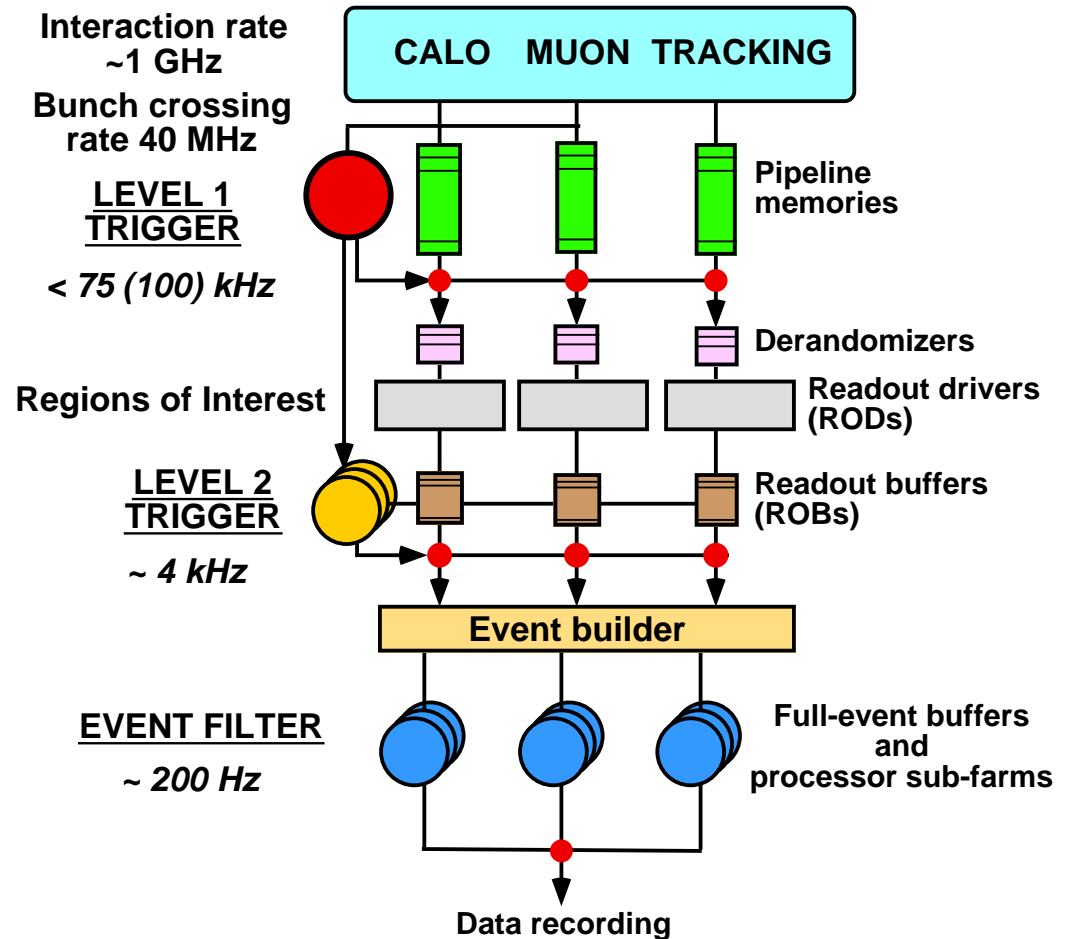 Interaction rate
~1 GHz
CALO MUON TRACKING
Bunch crossing
rate 40 MHz
LEVEL 1
TRIGGER
Pipeline
memories
< 75 (100) kHz
Derandomizers
Regions of Interest
Readout drivers
(RODs)
LEVEL 2
TRIGGER
Readout buffers
(ROBs)
~ 4 kHz
Event builder
EVENT FILTER
~ 200 Hz
Full-event buffers
and
processor sub-farms
Data recording